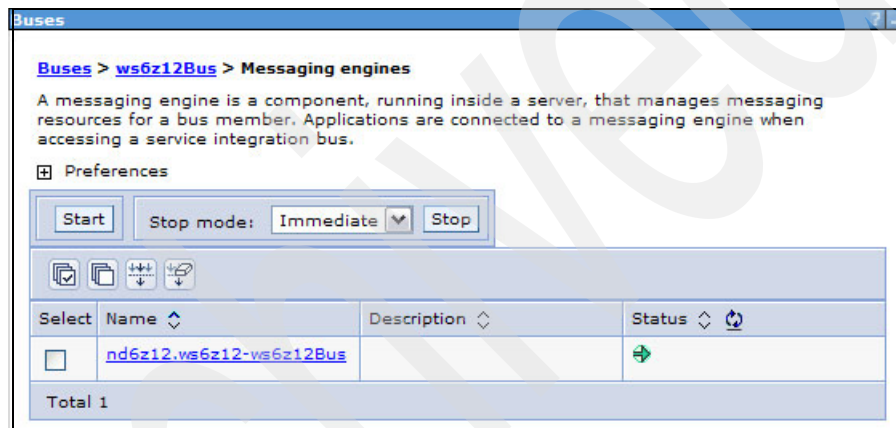 Buses ? -
Buses > ws6z12Bus > Messaging engines
A messaging engine is a component, running inside a server, that manages messaging
resources for a bus member. Applications are connected to a messaging engine when
accessing a service integration bus.
+ Preferences
Start Stop mode: Immediate Stop
Select Name Description Status
nd6z12.ws6z12-ws6z12Bus
Total 1